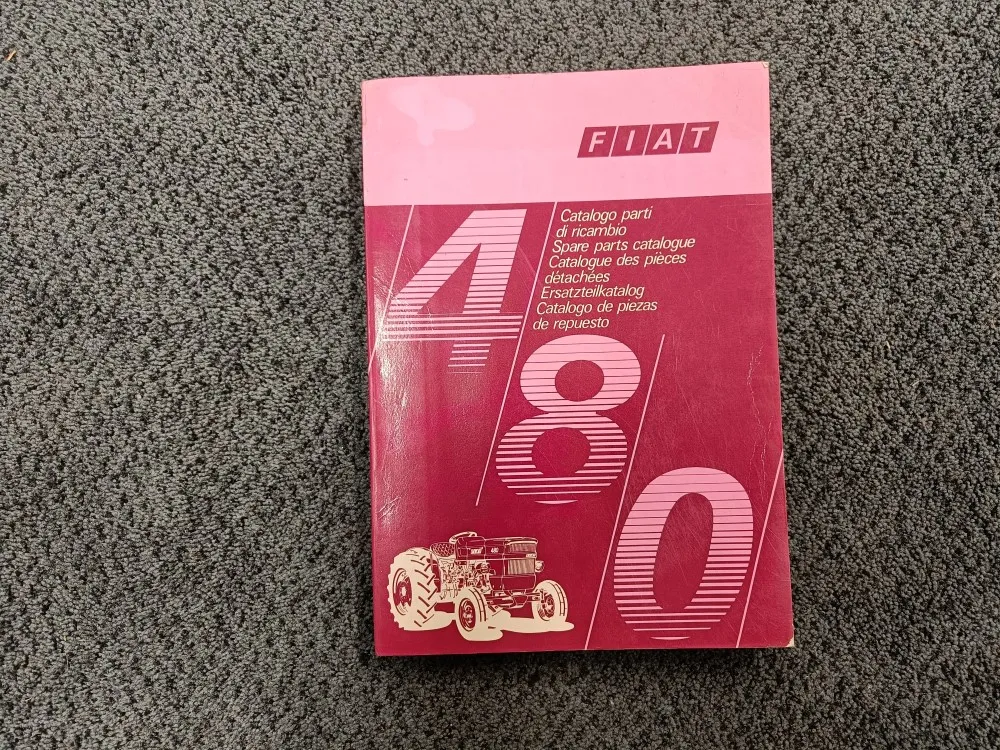 FIAT
Catalogo parti
di ricambio
Spare parts catalogue
Catalogue des pièces
détachées
Ersatzteilkatalog
Catalogo de piezas
de repuesto
480
480